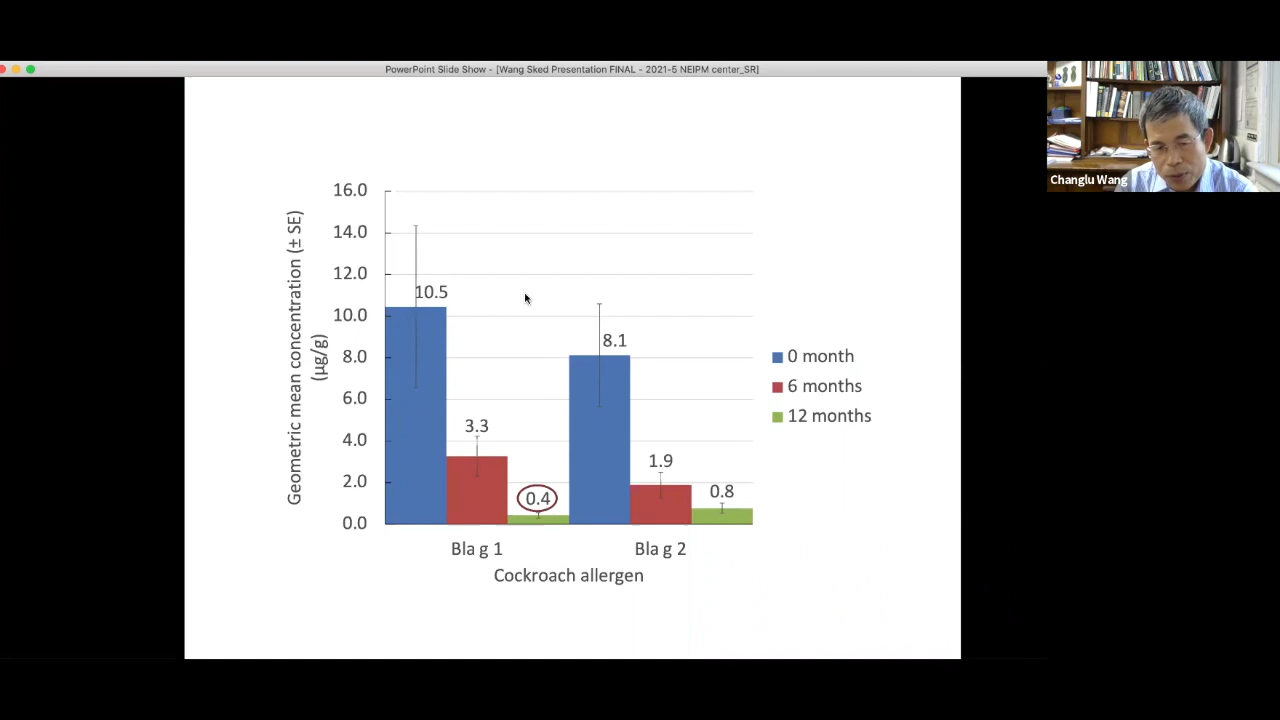 PowerPoint Slide Show - [Wang Sked Presentation FINAL - 2021-5 NEIPM center_SR]
Changlu Wang
Geometric mean concentration (± SE)
(µg/g)
16.0
14.0
12.0
10.0
8.0
6.0
4.0
2.0
0.0
10.5
3.3
0.4
8.1
1.9
0.8
Bla g 1
Bla g 2
Cockroach allergen
0 month
6 months
12 months